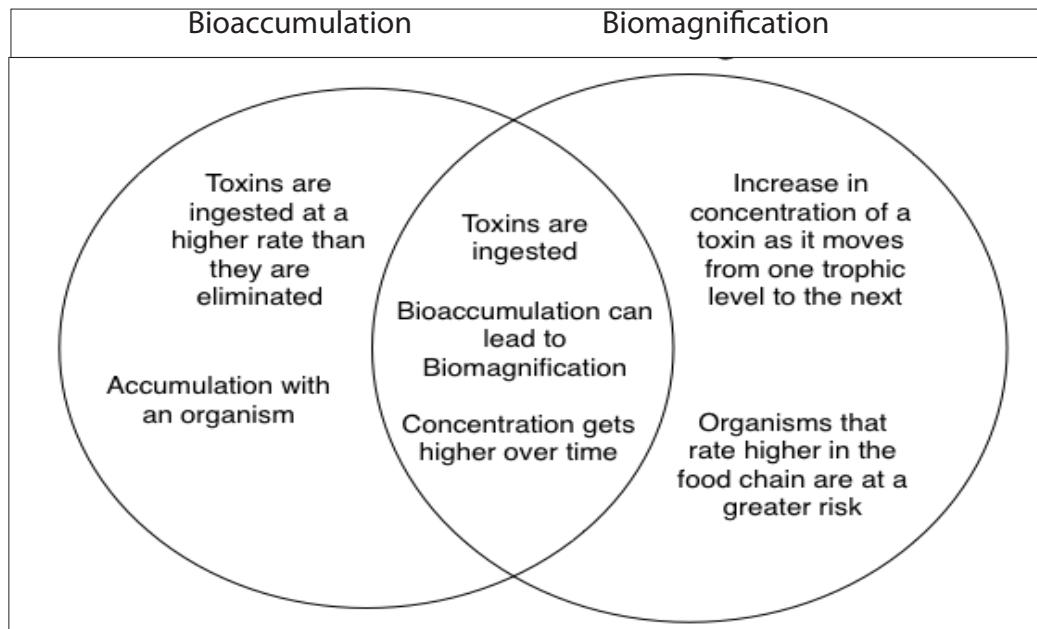 Bioaccumulation
Biomagnification
Toxins are
ingested at a
higher rate than
they are
eliminated
Accumulation with
an organism
Toxins are
ingested
Bioaccumulation can
lead to
Biomagnification
Concentration gets
higher over time
Increase in
concentration of a
toxin as it moves
from one trophic
level to the next
Organisms that
rate higher in the
food chain are at a
greater risk